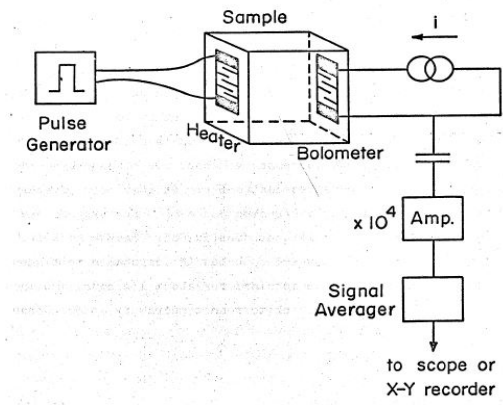 Sample
i
Pulse
Generator
Heater
Bolometer
x 10⁴
Amp.
Signal
Averager
to scope or
X-Y recorder